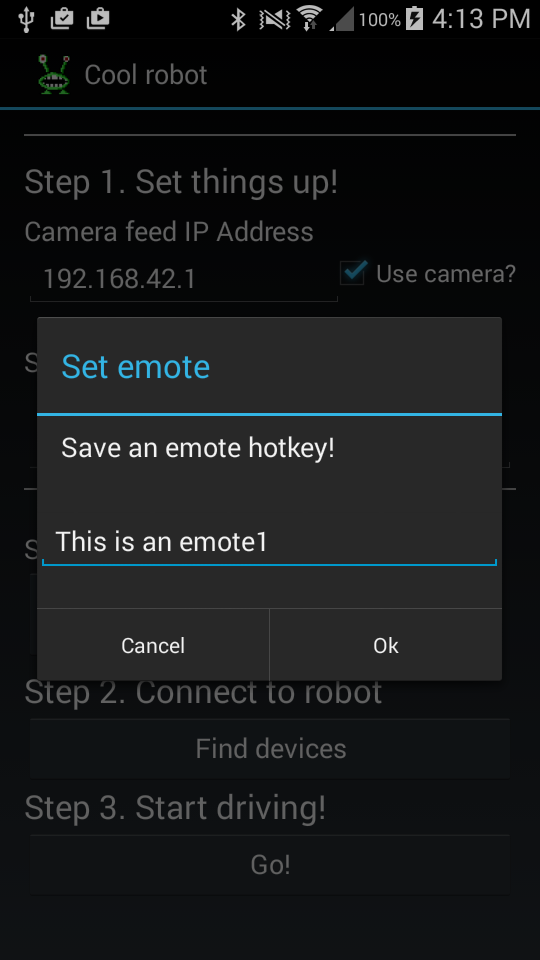 100% 4:13 PM
Cool robot
Step 1. Set things up!
Camera feed IP Address
192.168.42.1 Use camera?
S
Set emote
Save an emote hotkey!
This is an emote1
S
Cancel Ok
Step 2. Connect to robot
Find devices
Step 3. Start driving!
Go!